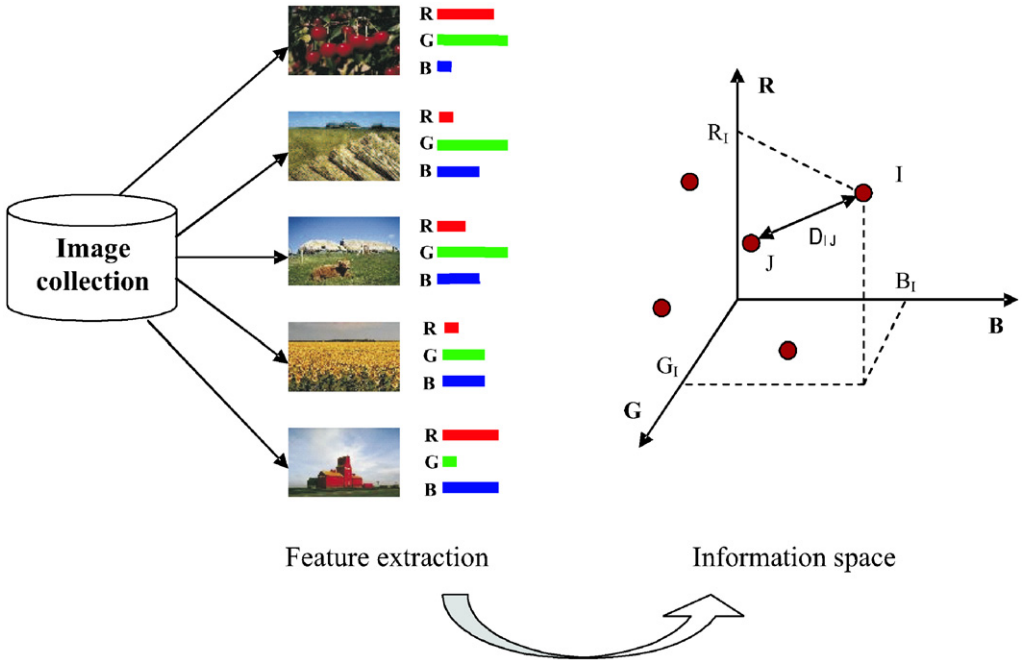 Image
collection
R
G
B
R
G
B
R
G
B
R
G
B
R
G
B
Feature extraction
R
R_I
I
D_IJ
J
B_I
B
G_I
G
Information space